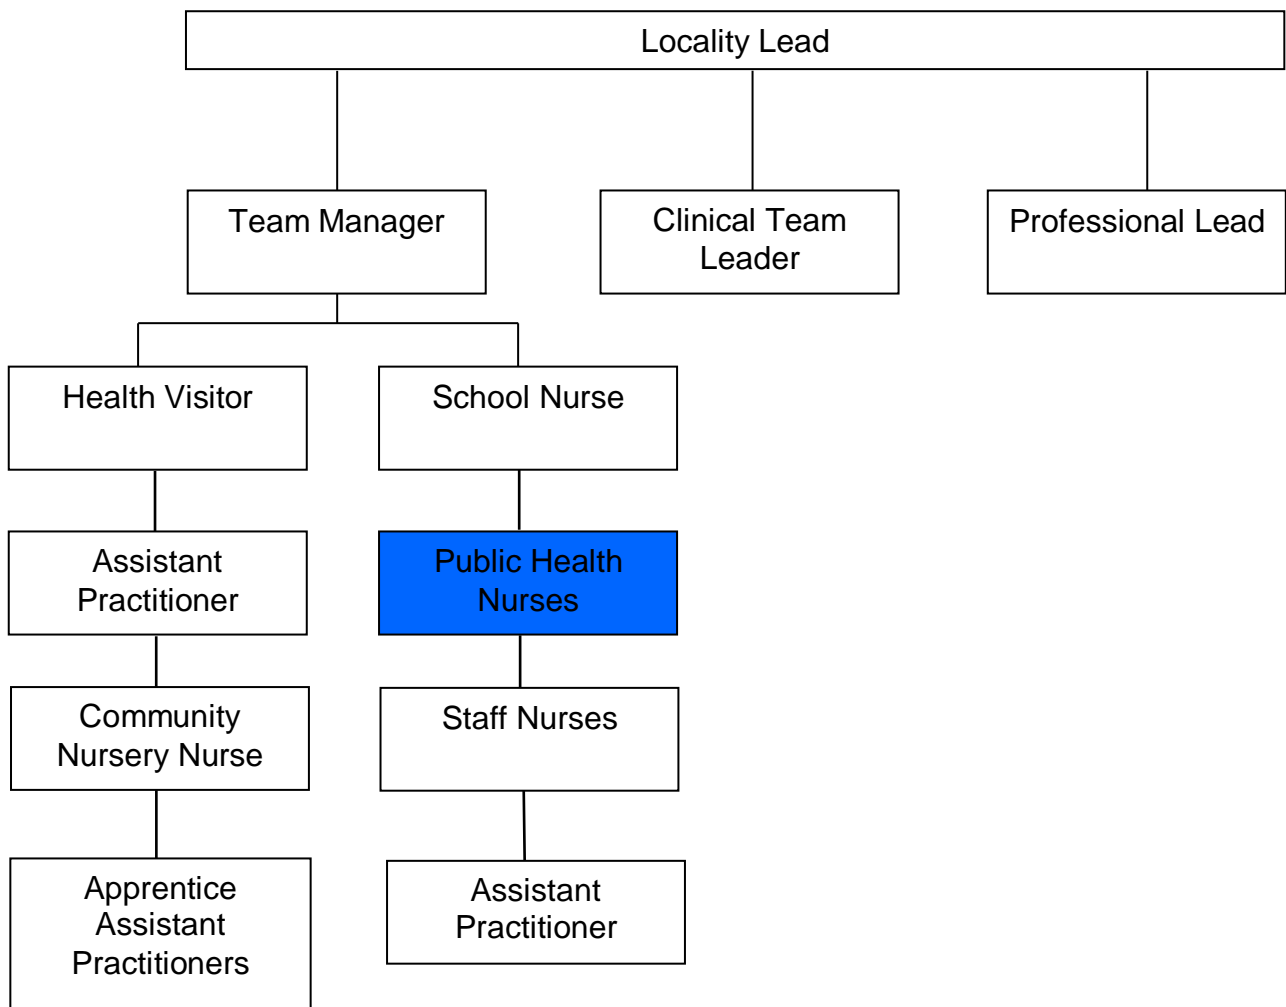 Locality Lead
Team Manager
Clinical Team
Leader
Professional Lead
Health Visitor
School Nurse
Assistant
Practitioner
Public Health
Nurses
Community
Nursery Nurse
Staff Nurses
Apprentice
Assistant
Practitioners
Assistant
Practitioner